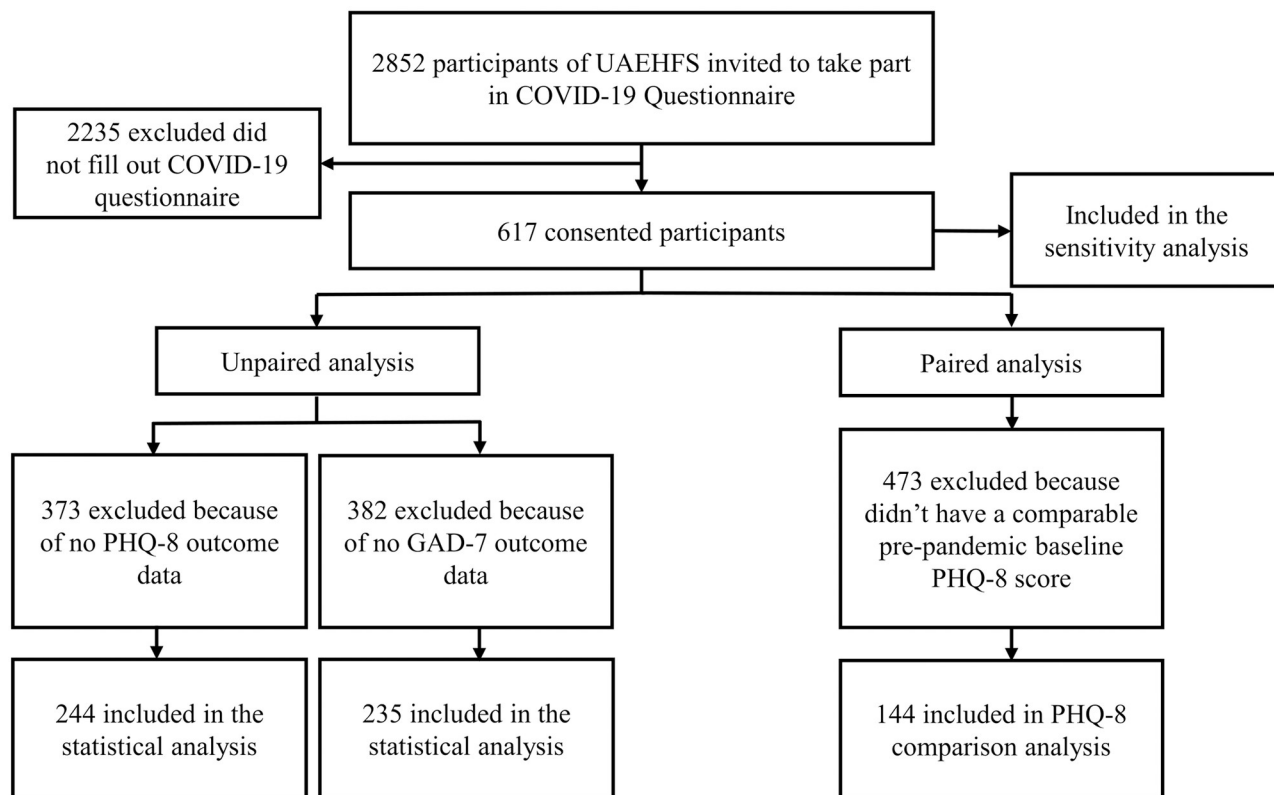 2852 participants of UAEHFS invited to take part
in COVID-19 Questionnaire
2235 excluded did
not fill out COVID-19
questionnaire
617 consented participants
Included in the
sensitivity analysis
Unpaired analysis
Paired analysis
373 excluded because
of no PHQ-8 outcome
data
382 excluded because
of no GAD-7 outcome
data
473 excluded because
didn’t have a comparable
pre-pandemic baseline
PHQ-8 score
244 included in the
statistical analysis
235 included in the
statistical analysis
144 included in PHQ-8
comparison analysis